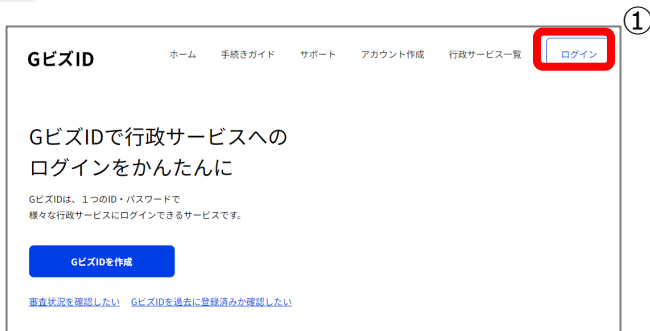 ①
GビズID
ホーム 手続きガイド サポート アカウント作成 行政サービス一覧 ログイン
GビズIDで行政サービスへの
ログインをかんたんに
GビズIDは、１つのID・パスワードで
様々な行政サービスにログインできるサービスです。
GビズIDを作成
審査状況を確認したい GビズIDを過去に登録済みか確認したい